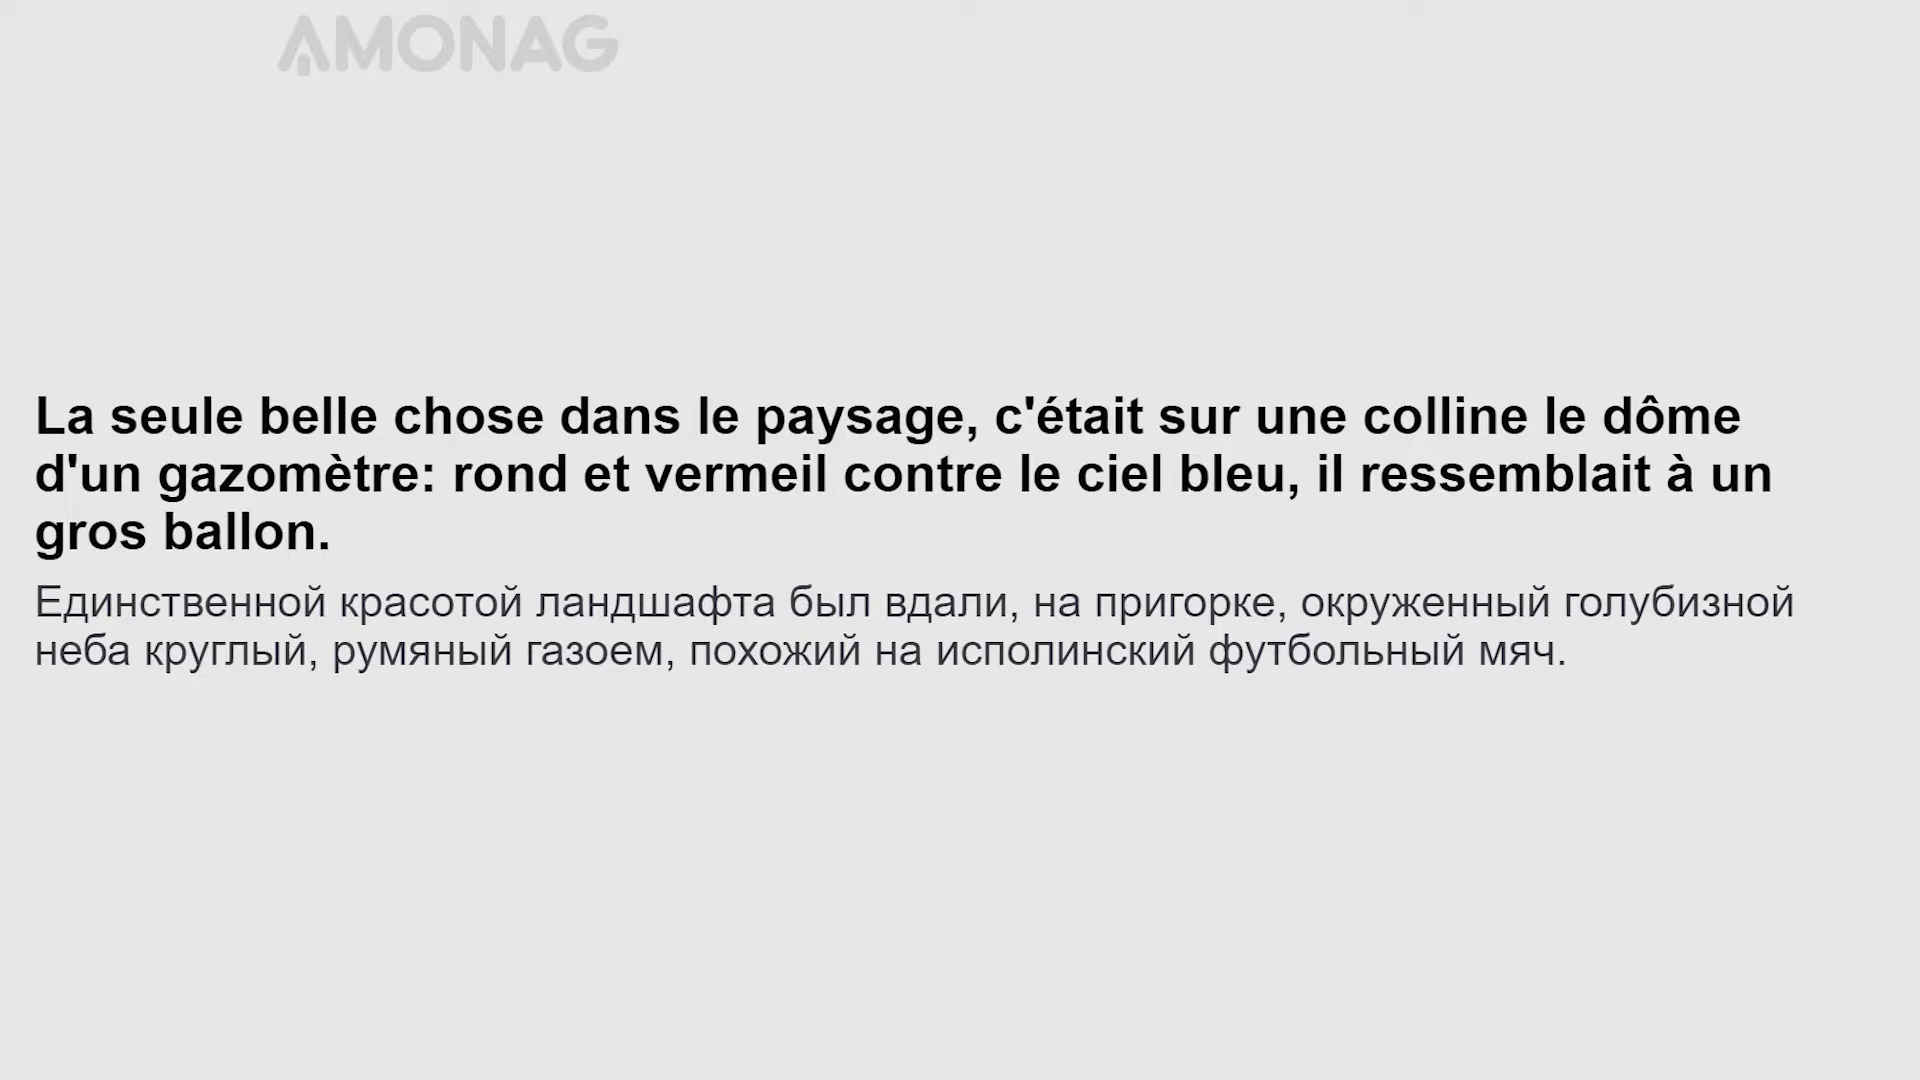 AMONAG
La seule belle chose dans le paysage, c'était sur une colline le dôme
d'un gazomètre: rond et vermeil contre le ciel bleu, il ressemblait à un
gros ballon.
Единственной красотой ландшафта был вдали, на пригорке, окруженный голубизной
неба круглый, румяный газоем, похожий на исполинский футбольный мяч.